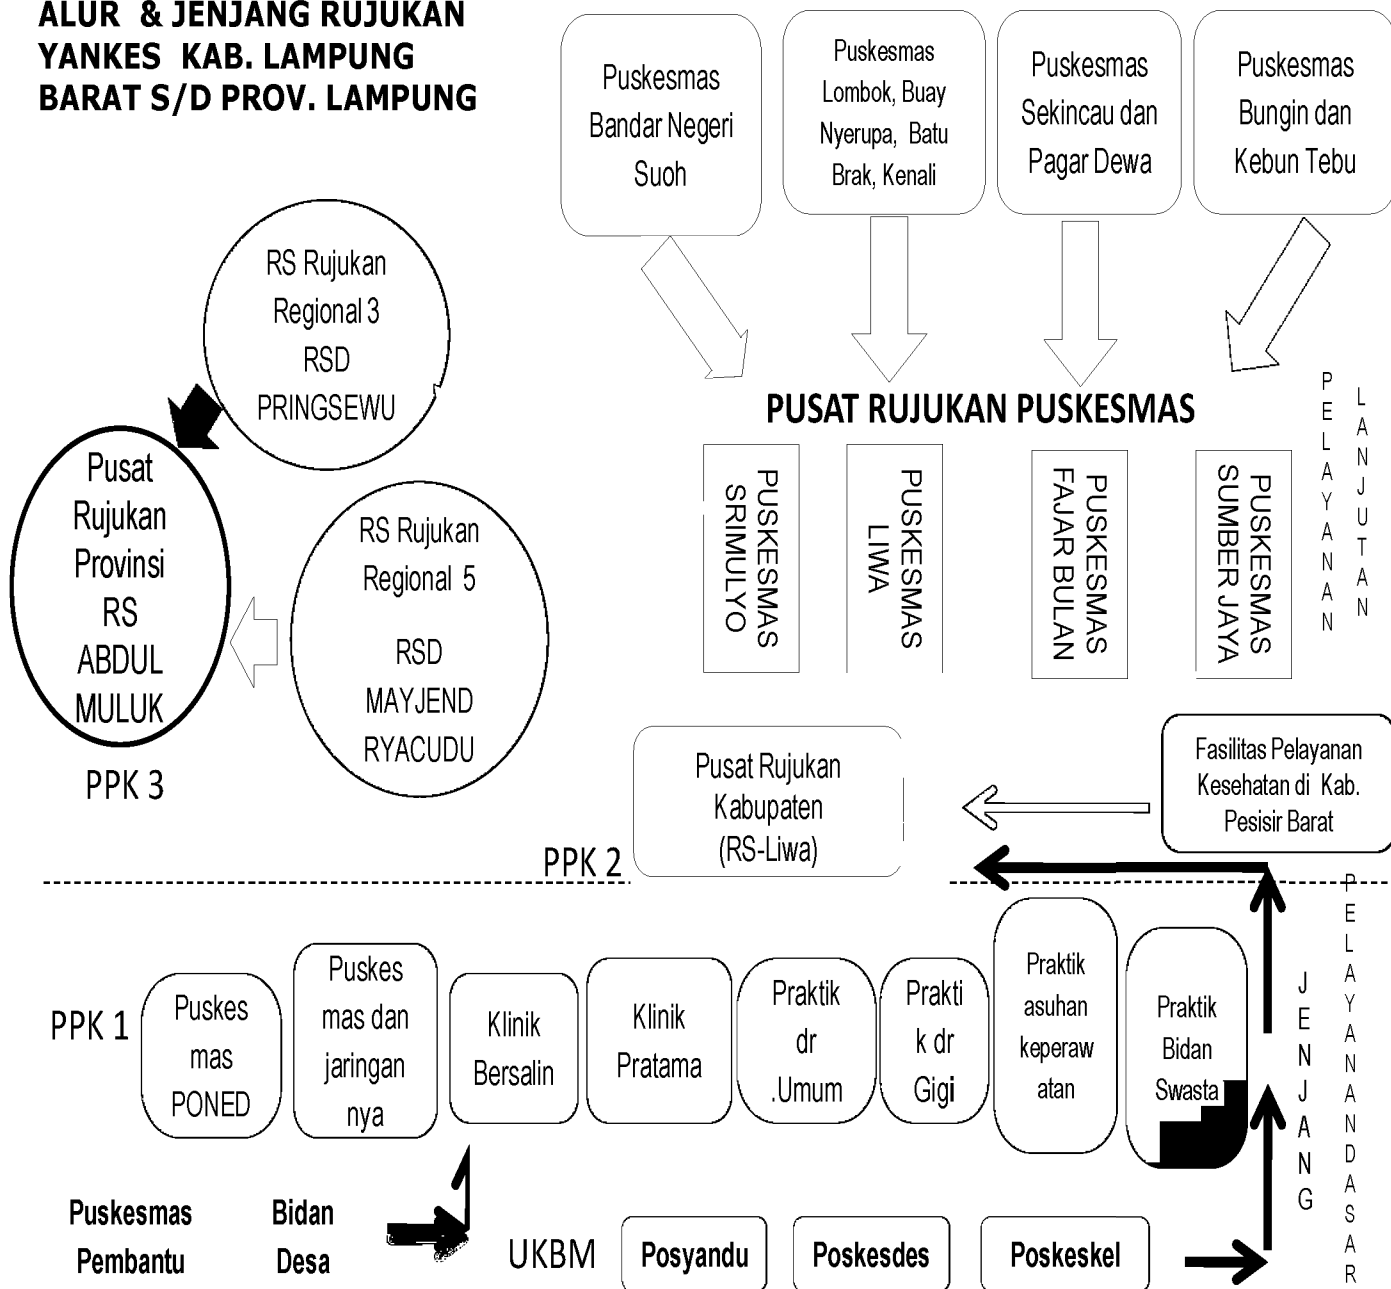 ALUR & JENJANG RUJUKAN
YANKES KAB. LAMPUNG
BARAT S/D PROV. LAMPUNG
Puskesmas
Bandar Negeri
Suoh
Puskesmas
Lombok, Buay
Nyerupa, Batu
Brak, Kenali
Puskesmas
Sekincau dan
Pagar Dewa
Puskesmas
Bungin dan
Kebun Tebu
RS Rujukan
Regional 3
RSD
PRINGSEWU
Pusat
Rujukan
Provinsi
RS
ABDUL
MULUK
PPK 3
RS Rujukan
Regional 5
RSD
MAYJEND
RYACUDU
PUSAT RUJUKAN PUSKESMAS
PUSKESMAS
SRIMULYO
PUSKESMAS
LIWA
PUSKESMAS
FAJAR BULAN
PUSKESMAS
SUMBER JAYA
PELAYANAN
LANJUTAN
Pusat Rujukan
Kabupaten
(RS-Liwa)
Fasilitas Pelayanan
Kesehatan di Kab.
Pesisir Barat
PPK 2
PPK 1
Puskes
mas
PONED
Puskes
mas dan
jaringan
nya
Klinik
Bersalin
Klinik
Pratama
Praktik
dr
.Umum
Prakti
k dr
Gigi
Praktik
asuhan
keperaw
atan
Praktik
Bidan
Swasta
JENJANG
PELAYANANDASAR
Puskesmas
Pembantu
Bidan
Desa
UKBM
Posyandu
Poskesdes
Poskeskel